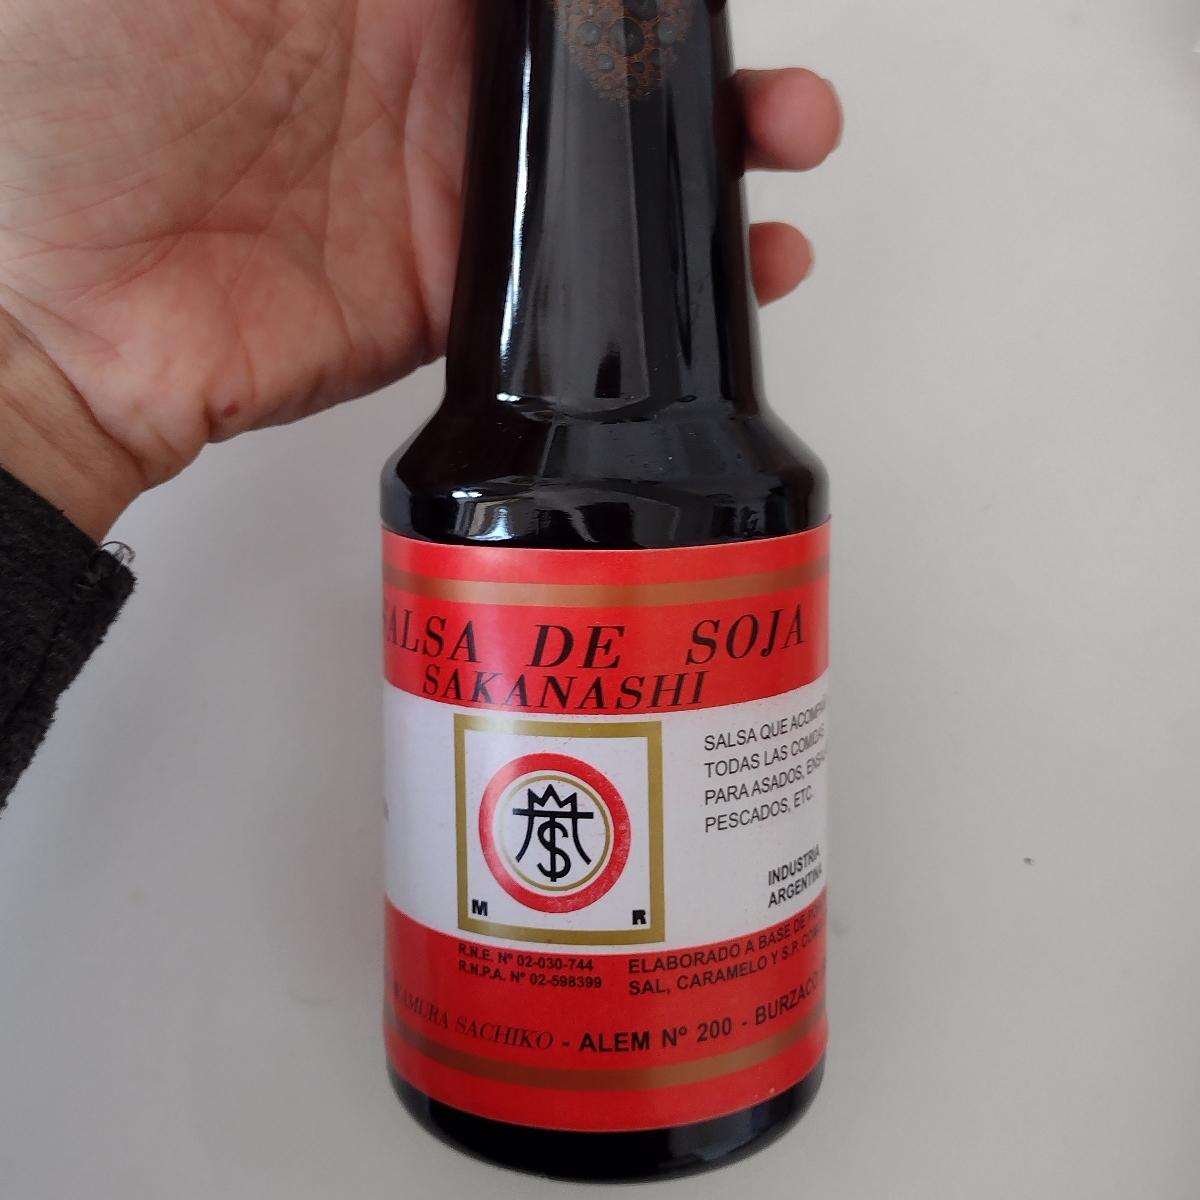 SALSA DE SOJA
SAKANASHI
SALSA QUE ACOMPAÑA
TODAS LAS COMIDAS
PARA ASADOS,
PESCADOS, ETC.
M R
INDUSTRIA
ARGENTINA
R.N.E. Nº 02-030-744
R.N.P.A. Nº 02-598399
ELABORADO A BASE DE
SAL, CARAMELO Y S.P.
SACHIKO - ALEM Nº 200 - BURZACO